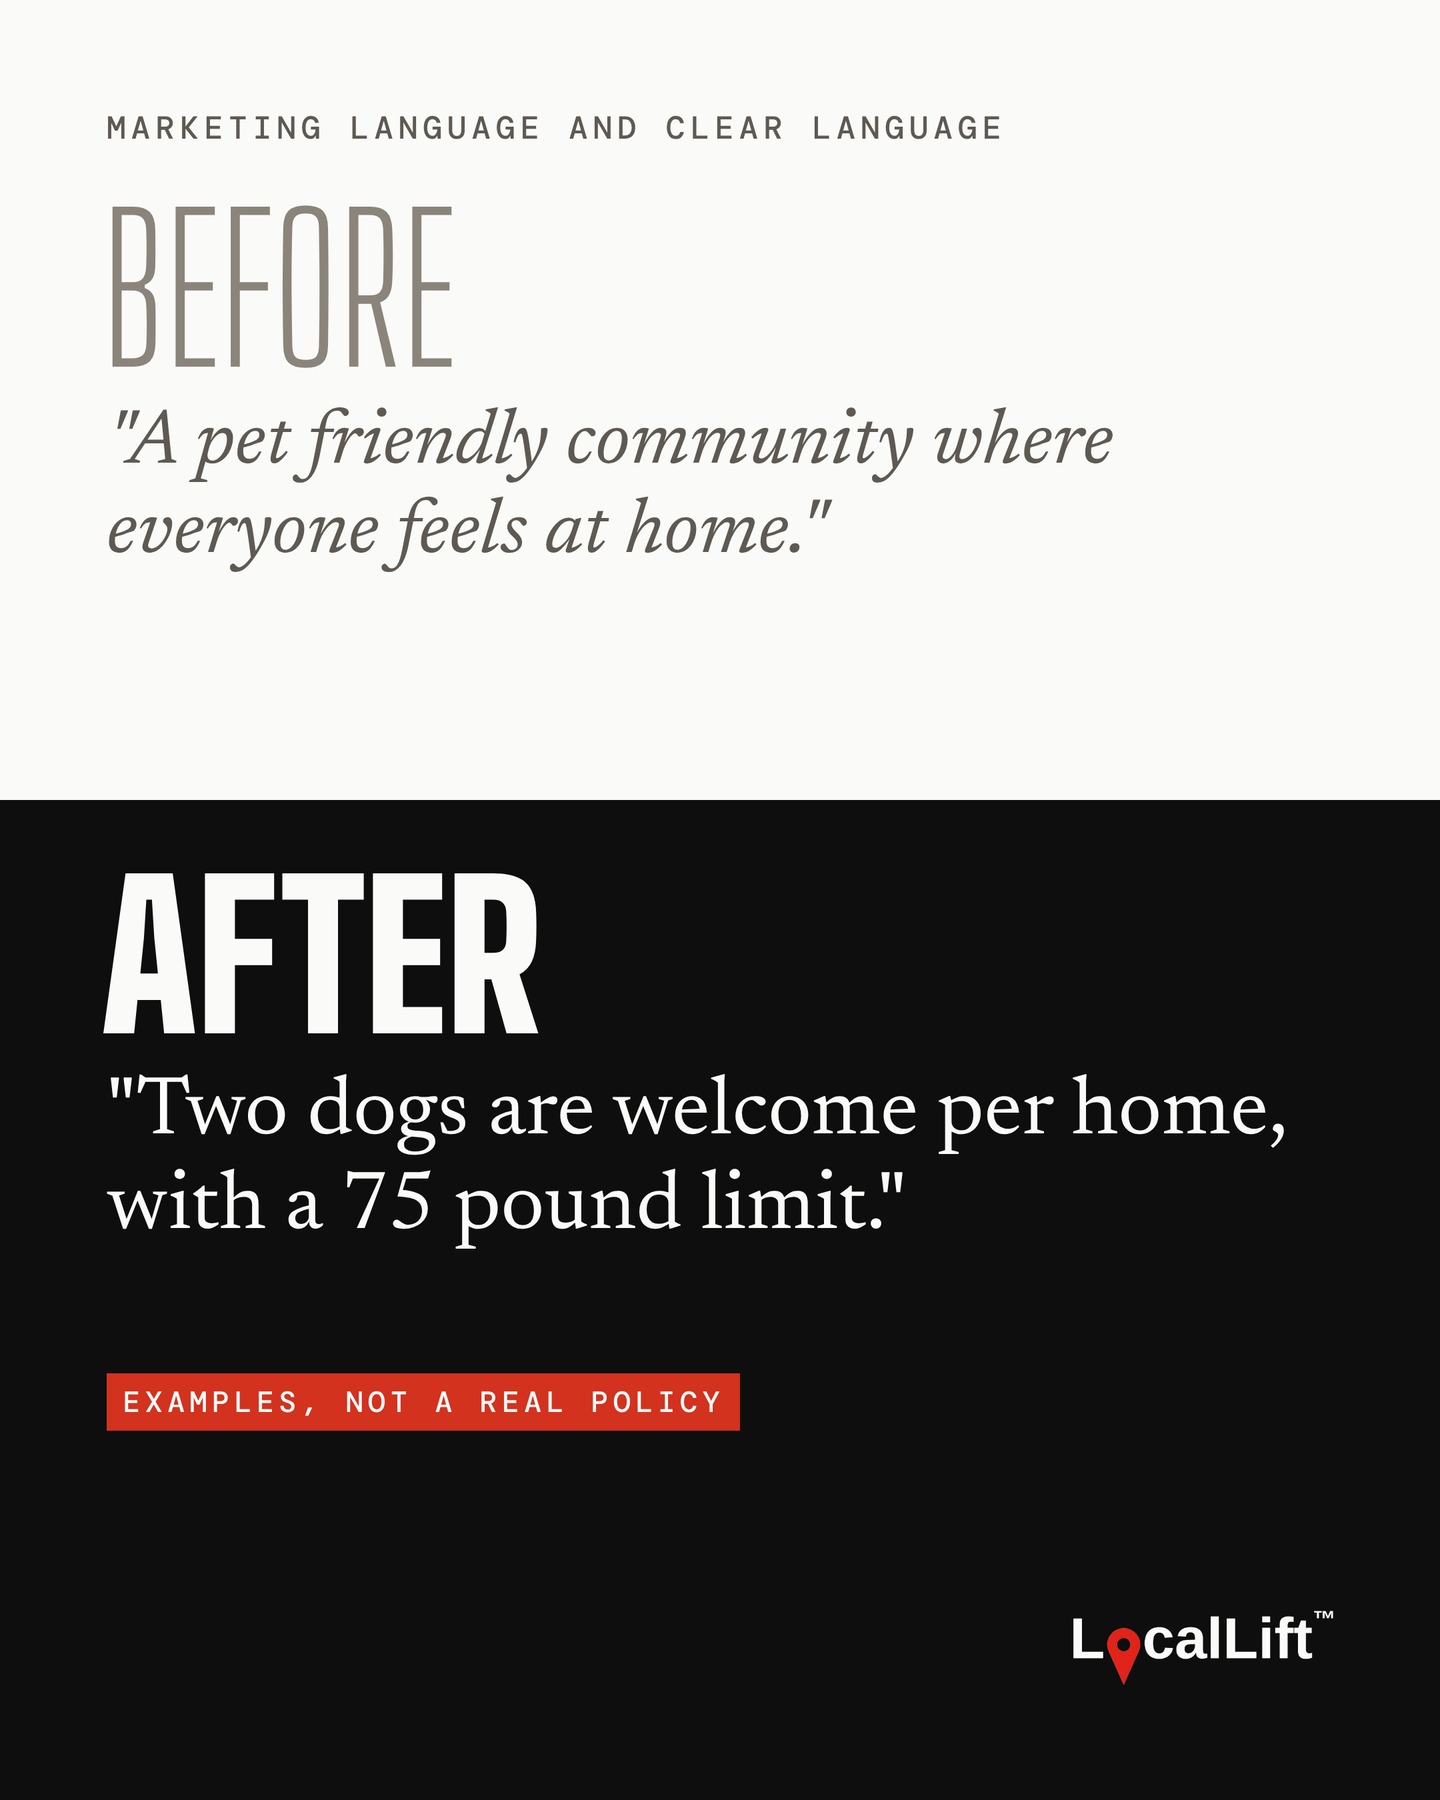 MARKETING LANGUAGE AND CLEAR LANGUAGE
BEFORE
"A pet friendly community where
everyone feels at home."
AFTER
"Two dogs are welcome per home,
with a 75 pound limit."
EXAMPLES, NOT A REAL POLICY
LocalLift™